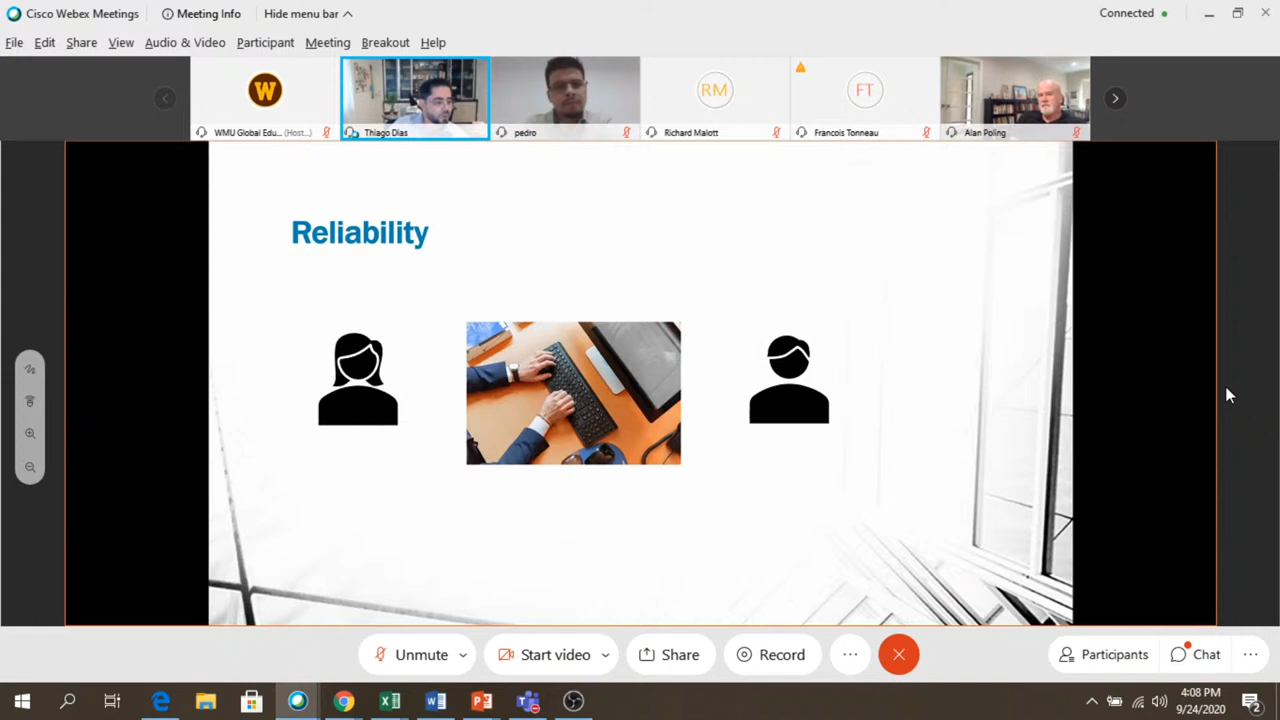 Cisco Webex Meetings Meeting Info Hide menu bar Connected
File Edit Share View Audio & Video Participant Meeting Breakout Help
W RM FT
WMU Global Edu... (Host... Thiago Dias pedro Richard Malott Francois Tonneau Alan Poling
Reliability
Unmute Start video Share Record Participants Chat
4:08 PM
9/24/2020
2